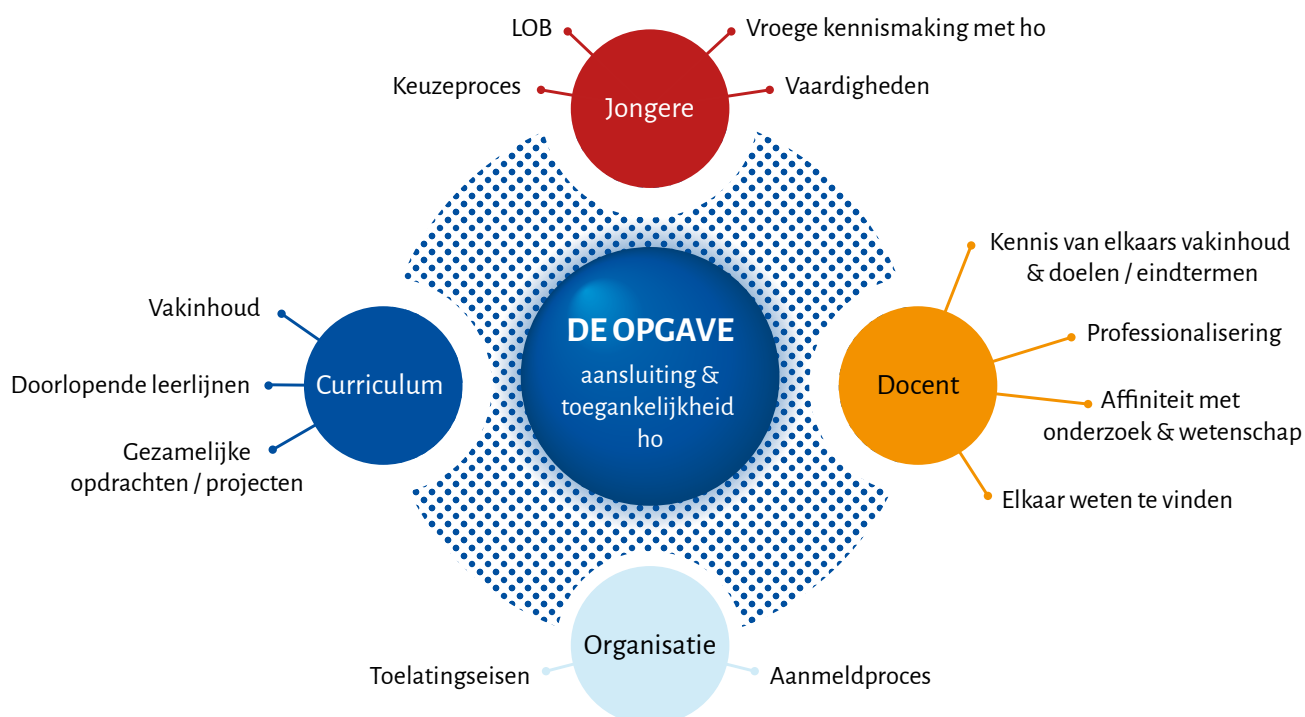 LOB
Vroege kennismaking met ho
Keuzeproces
Vaardigheden
Jongere
Kennis van elkaars vakinhoud
& doelen / eindtermen
Professionalisering
Docent
Affiniteit met
onderzoek & wetenschap
Elkaar weten te vinden
DE OPGAVE
aansluiting &
toegankelijkheid
ho
Vakinhoud
Doorlopende leerlijnen
Curriculum
Gezamelijke
opdrachten / projecten
Organisatie
Toelatingseisen
Aanmeldproces